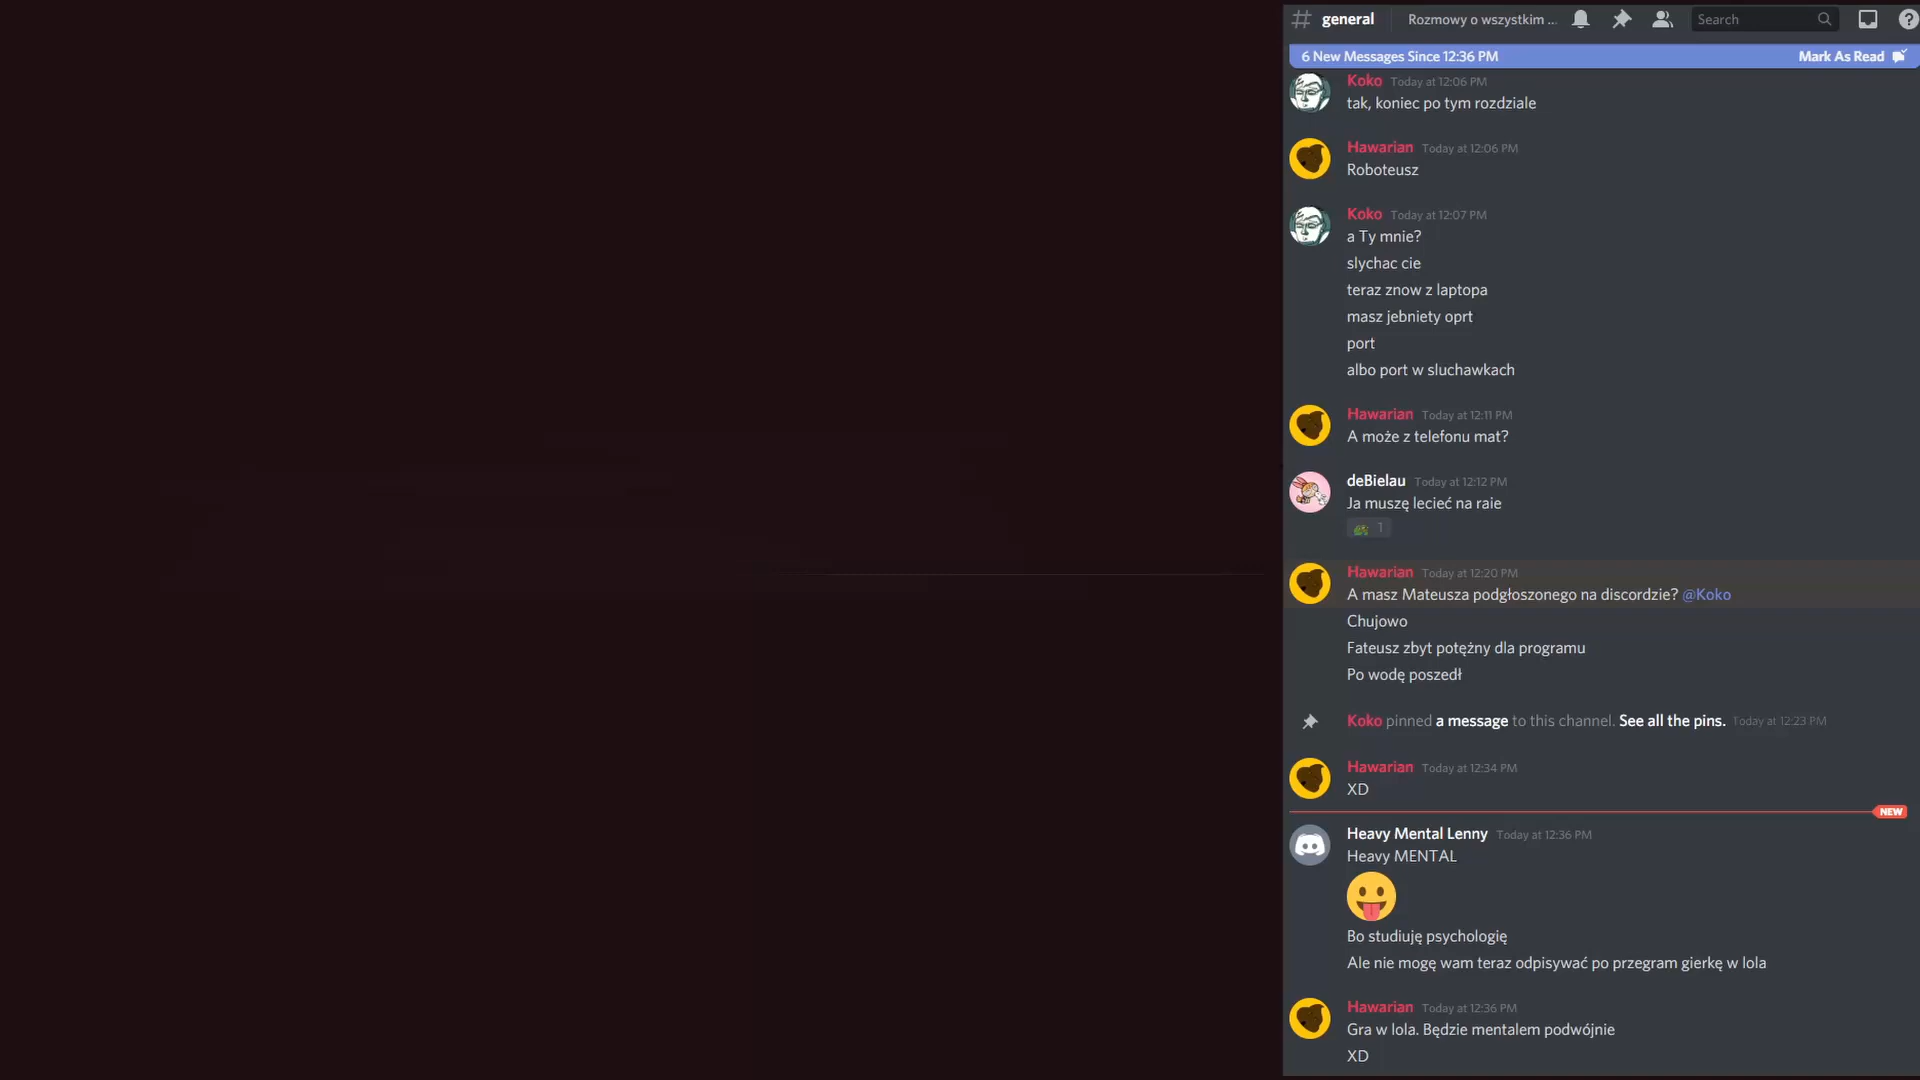 general Rozmowy o wszystkim ... Search
6 New Messages Since 12:36 PM Mark As Read
Koko Today at 12:06 PM
tak, koniec po tym rozdziale
Hawarian Today at 12:06 PM
Roboteusz
Koko Today at 12:07 PM
a Ty mnie?
slychac cie
teraz znow z laptopa
masz jebniety oprt
port
albo port w sluchawkach
Hawarian Today at 12:11 PM
A może z telefonu mat?
deBielau Today at 12:12 PM
Ja muszę lecieć na raie
1
Hawarian Today at 12:20 PM
A masz Mateusza podgłoszonego na discordzie? @Koko
Chujowo
Fateusz zbyt potężny dla programu
Po wodę poszedł
Koko pinned a message to this channel. See all the pins. Today at 12:23 PM
Hawarian Today at 12:34 PM
XD
NEW
Heavy Mental Lenny Today at 12:36 PM
Heavy MENTAL
Bo studiuję psychologię
Ale nie mogę wam teraz odpisywać po przegram gierkę w lola
Hawarian Today at 12:36 PM
Gra w lola. Będzie mentalem podwójnie
XD